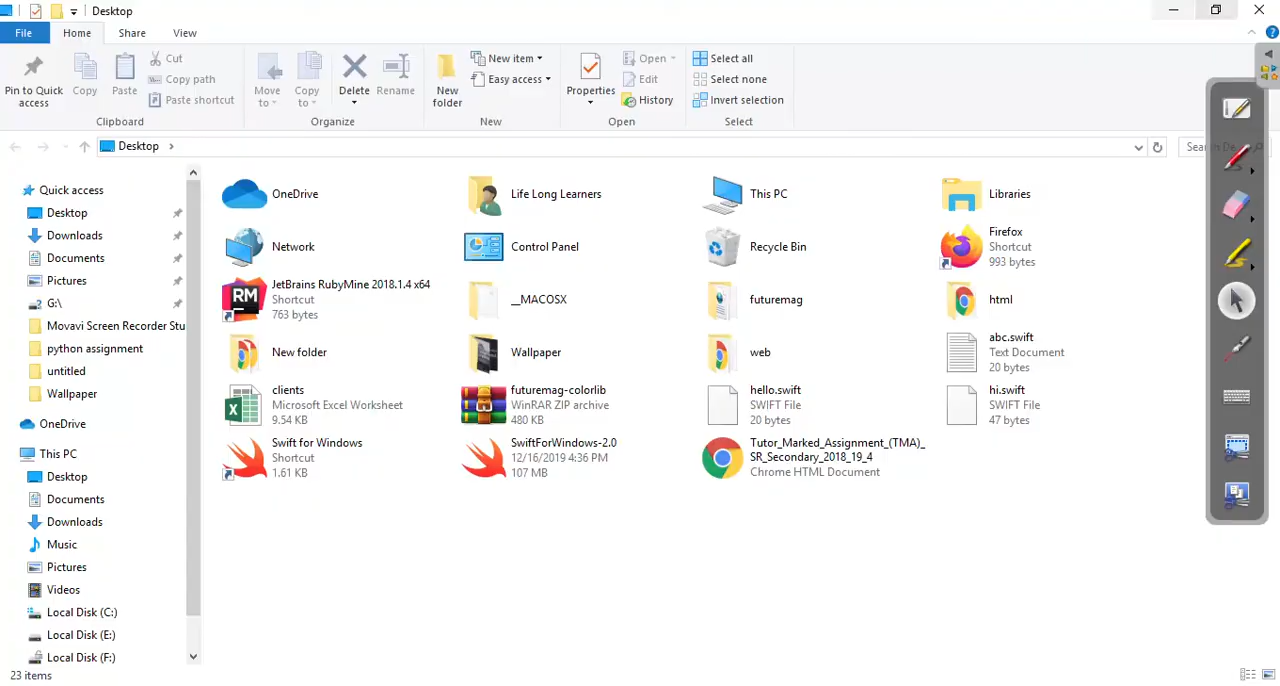 Desktop
File Home Share View
Pin to Quick access
Copy
Paste
Cut
Copy path
Paste shortcut
Clipboard
Move to
Copy to
Delete
Rename
Organize
New folder
New item
Easy access
New
Properties
Open
Edit
History
Open
Select all
Select none
Invert selection
Select
Desktop
Quick access
Desktop
Downloads
Documents
Pictures
G:\
Movavi Screen Recorder Stu
python assignment
untitled
Wallpaper
OneDrive
This PC
Desktop
Documents
Downloads
Music
Pictures
Videos
Local Disk (C:)
Local Disk (E:)
Local Disk (F:)
OneDrive
Life Long Learners
This PC
Libraries
Network
Control Panel
Recycle Bin
Firefox
Shortcut
993 bytes
JetBrains RubyMine 2018.1.4 x64
Shortcut
763 bytes
RM
__MACOSX
futuremag
html
New folder
Wallpaper
web
abc.swift
Text Document
20 bytes
clients
Microsoft Excel Worksheet
9.54 KB
futuremag-colorlib
WinRAR ZIP archive
480 KB
hello.swift
SWIFT File
20 bytes
hi.swift
SWIFT File
47 bytes
Swift for Windows
Shortcut
1.61 KB
SwiftForWindows-2.0
12/16/2019 4:36 PM
107 MB
Tutor_Marked_Assignment_(TMA)_
SR_Secondary_2018_19_4
Chrome HTML Document
23 items